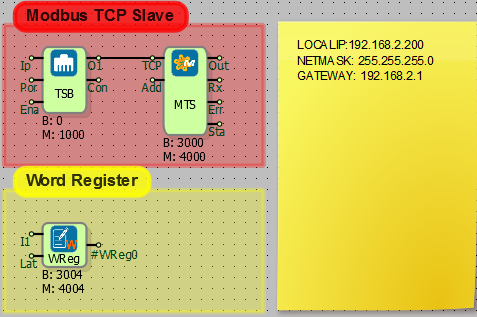 Modbus TCP Slave
Ip
O1
Por
Con
Ena
TSB
B: 0
M: 1000
TCP
Out
Add
Rx
Err
Sta
MTS
B: 3000
M: 4000
Word Register
I1
Lat
W
WReg
#WReg0
B: 3004
M: 4004
LOCALIP:192.168.2.200
NETMASK: 255.255.255.0
GATEWAY: 192.168.2.1